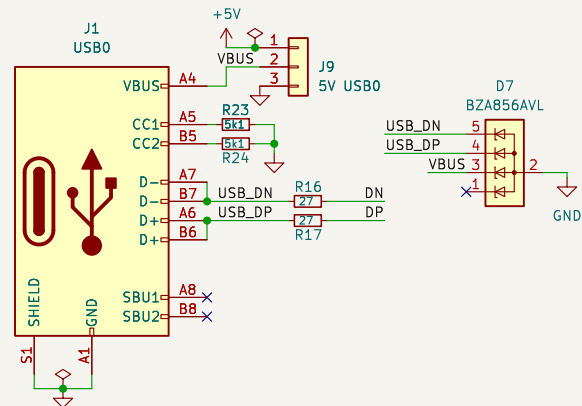 +5V
J1
USB0
VBUS
1
2
3
J9
5V USB0
VBUS A4
CC1 A5
R23
5k1
CC2 B5
5k1
R24
D- A7
D- B7
USB_DN
R16
27
DN
D+ A6
USB_DP
27
R17
DP
D+ B6
SBU1 A8
SBU2 B8
SHIELD
GND
S1
A1
D7
BZA856AVL
USB_DN 5
USB_DP 4
VBUS 3
1
2
GND